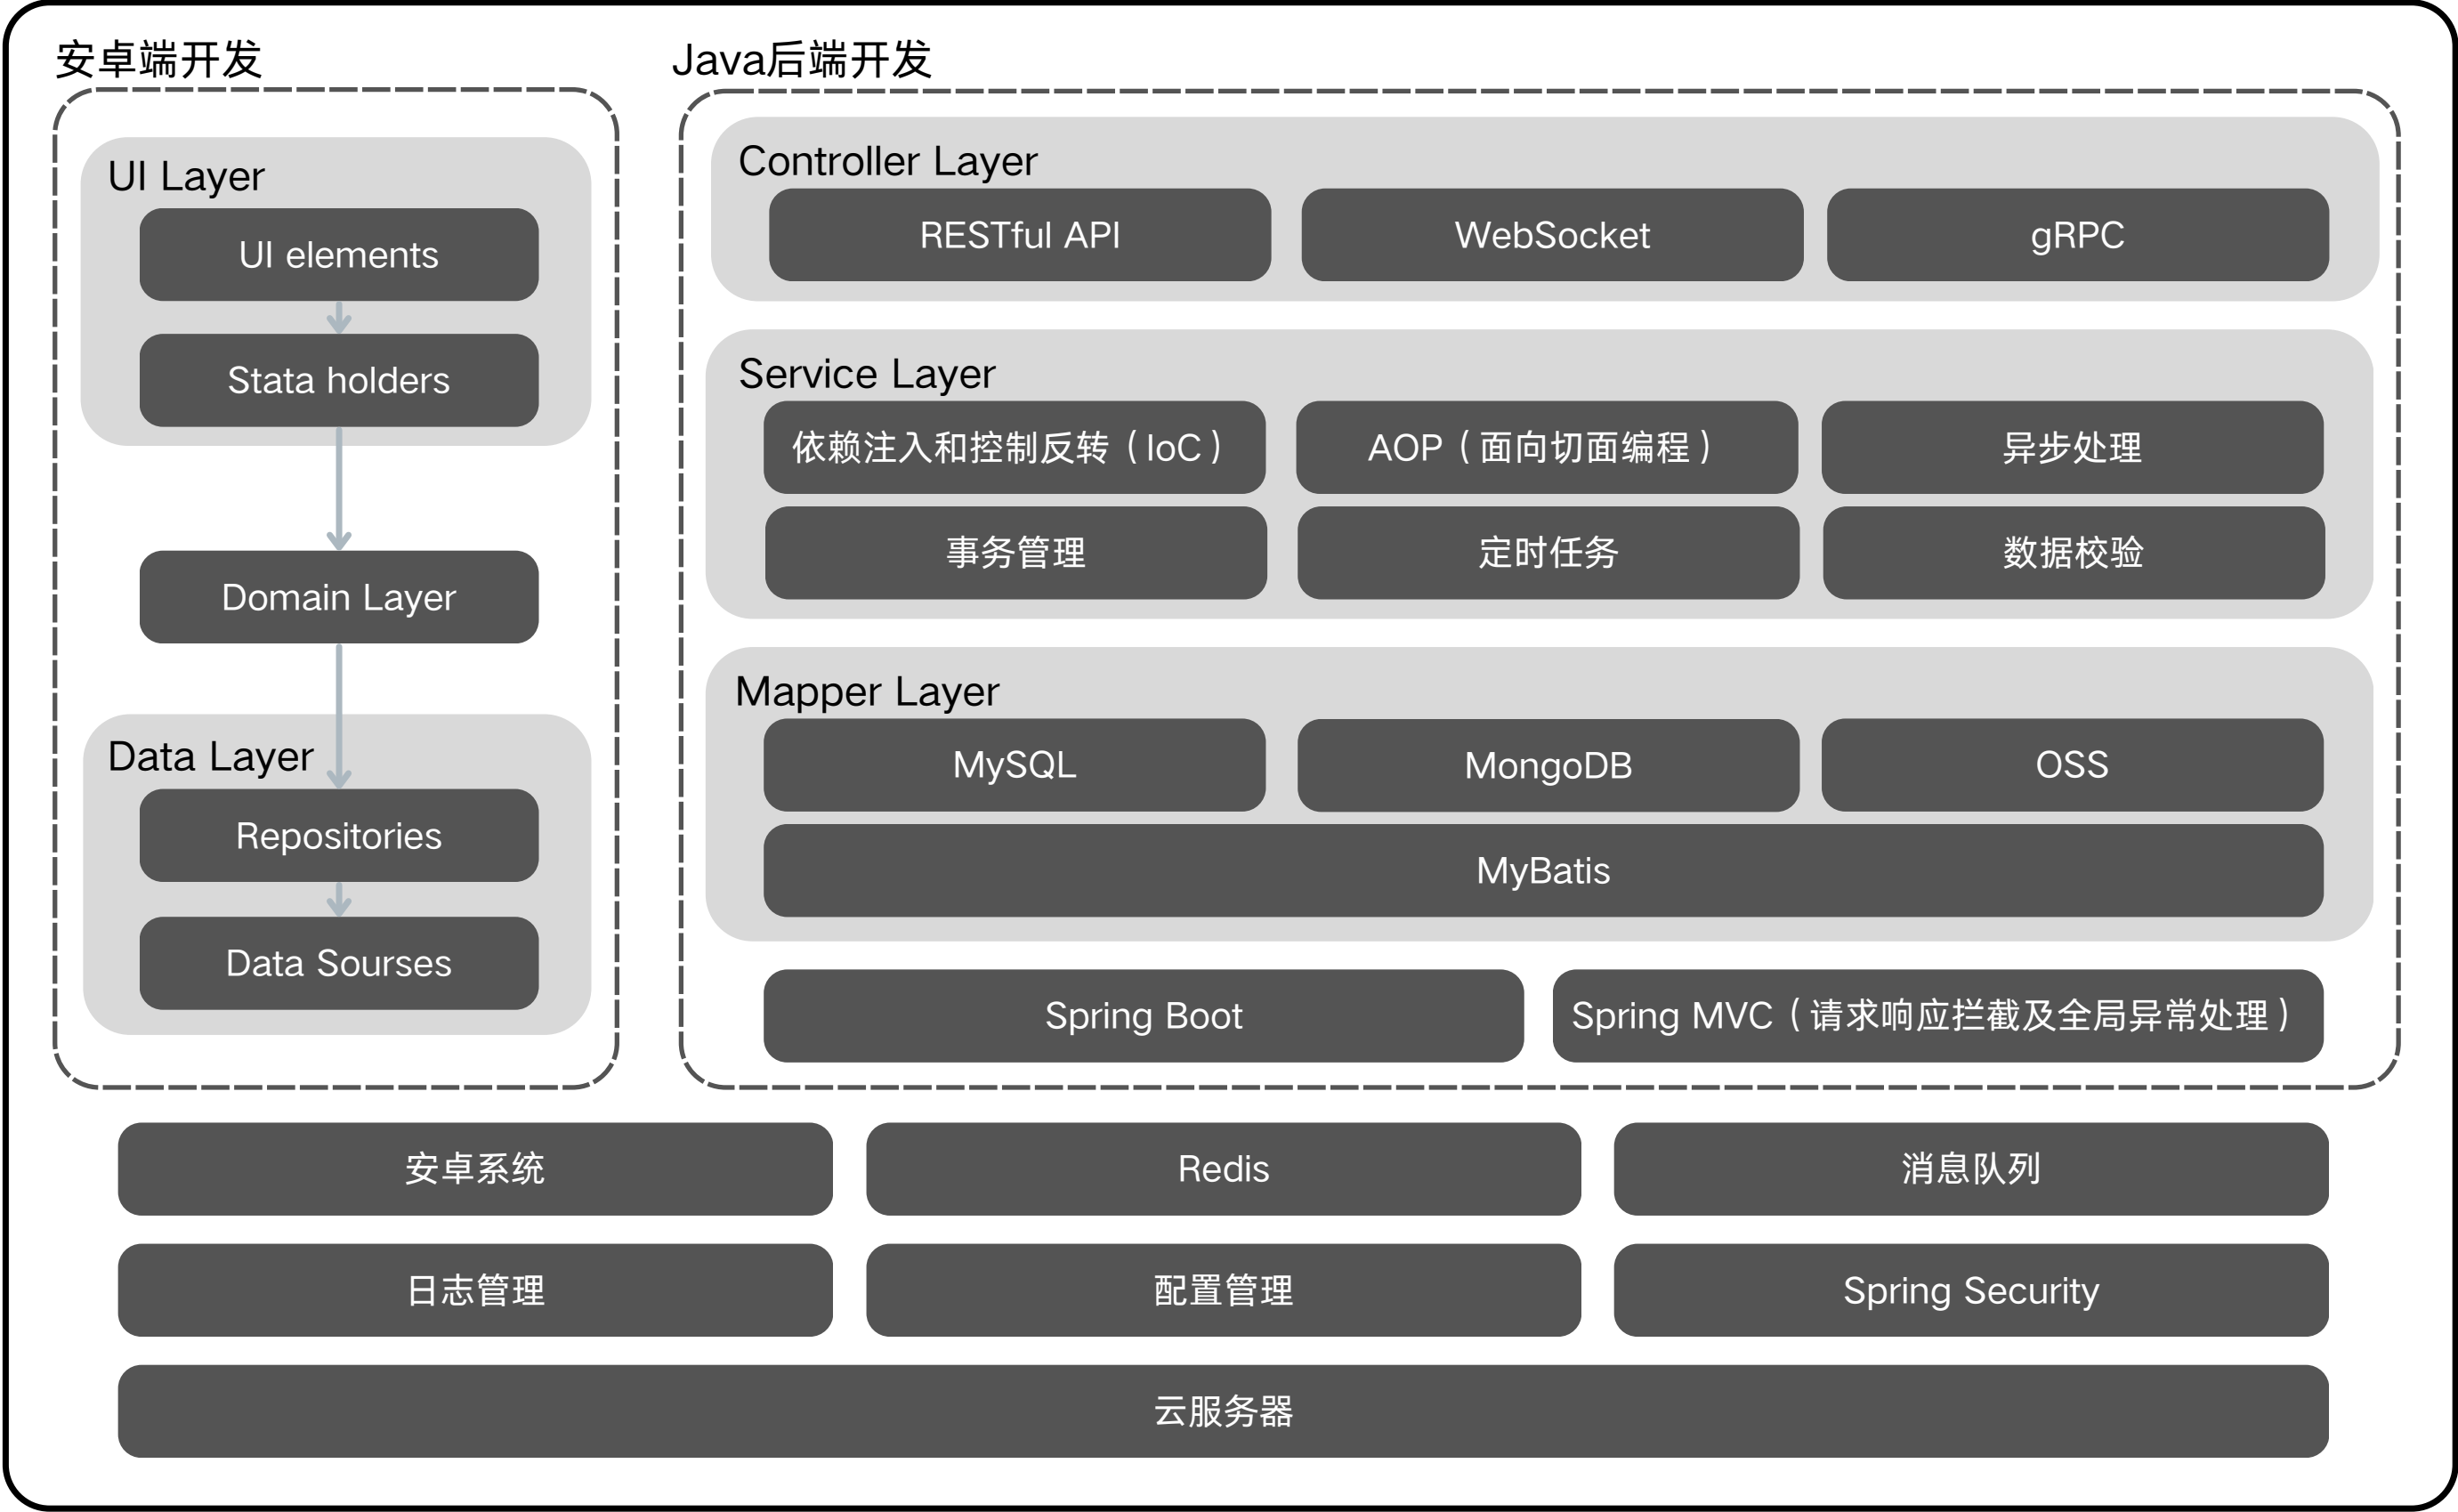 安卓端开发
UI Layer
UI elements
Stata holders
Domain Layer
Data Layer
Repositories
Data Sourses
Java后端开发
Controller Layer
RESTful API
WebSocket
gRPC
Service Layer
依赖注入和控制反转（IoC）
AOP（面向切面编程）
异步处理
事务管理
定时任务
数据校验
Mapper Layer
MySQL
MongoDB
OSS
MyBatis
Spring Boot
Spring MVC（请求响应拦截及全局异常处理）
安卓系统
Redis
消息队列
日志管理
配置管理
Spring Security
云服务器